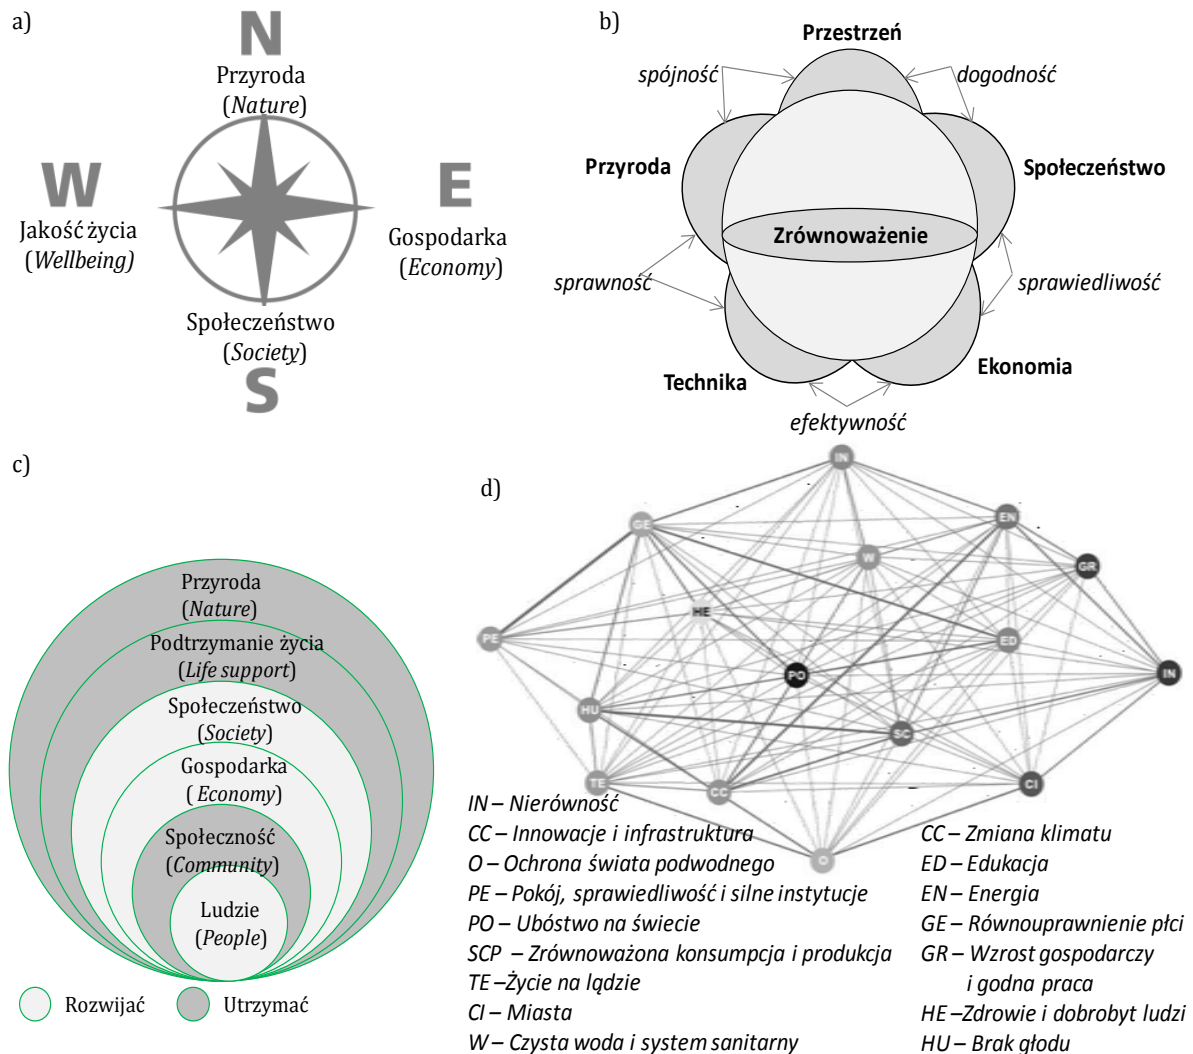 a)
N
Przyroda
(Nature)
W
E
Jakość życia
(Wellbeing)
Gospodarka
(Economy)
Społeczeństwo
(Society)
S
b)
Przestrzeń
spójność
dogodność
Przyroda
Społeczeństwo
Zrównoważenie
sprawność
sprawiedliwość
Technika
Ekonomia
efektywność
c)
Przyroda
(Nature)
Podtrzymanie życia
(Life support)
Społeczeństwo
(Society)
Gospodarka
(Economy)
Społeczność
(Community)
Ludzie
(People)
Rozwijać
Utrzymać
d)
IN
GE
EN
W
GR
HE
PE
ED
PO
IN
HU
SC
TE
CC
CI
O
IN – Nierówność
CC – Innowacje i infrastruktura
O – Ochrona świata podwodnego
PE – Pokój, sprawiedliwość i silne instytucje
PO – Ubóstwo na świecie
SCP – Zrównoważona konsumpcja i produkcja
TE –Życie na lądzie
CI – Miasta
W – Czysta woda i system sanitarny
CC – Zmiana klimatu
ED – Edukacja
EN – Energia
GE – Równouprawnienie płci
GR – Wzrost gospodarczy
i godna praca
HE –Zdrowie i dobrobyt ludzi
HU – Brak głodu